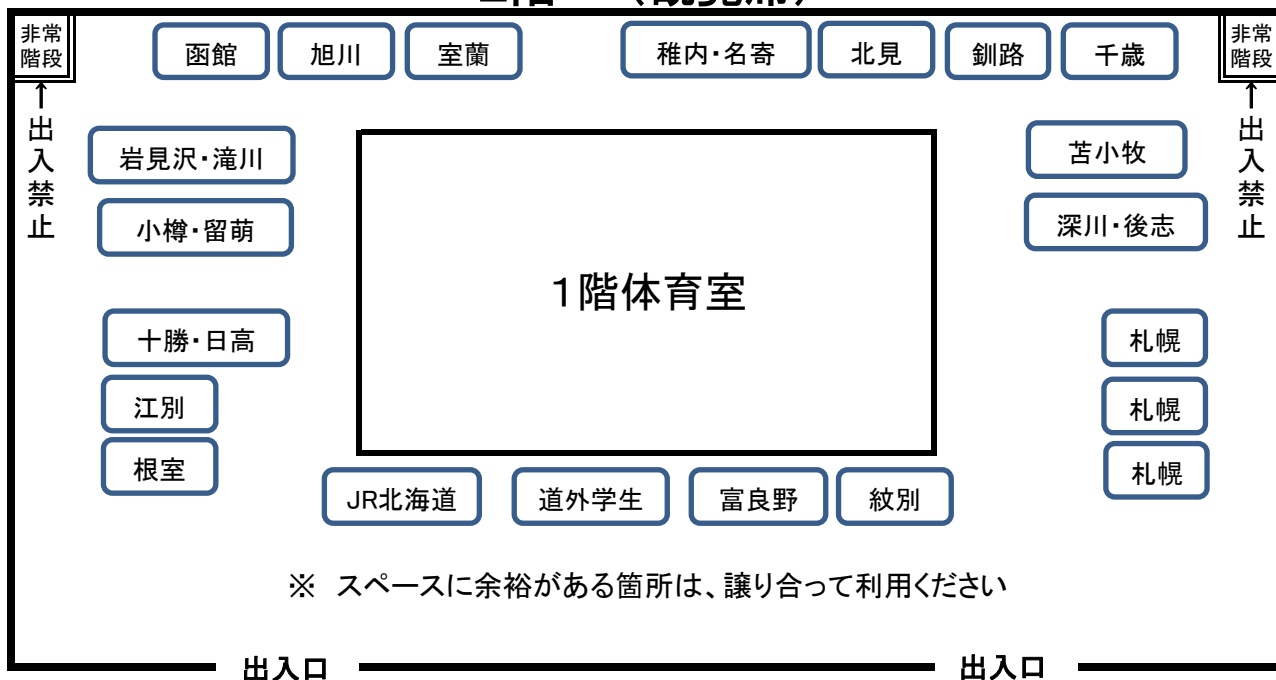 非常
階段
函館
旭川
室蘭
稚内・名寄
北見
釧路
千歳
非常
階段
↑出入禁止
↑出入禁止
岩見沢・滝川
苫小牧
小樽・留萌
深川・後志
1階体育室
十勝・日高
札幌
江別
札幌
根室
札幌
JR北海道
道外学生
富良野
紋別
※　スペースに余裕がある箇所は、譲り合って利用ください
出入口
出入口